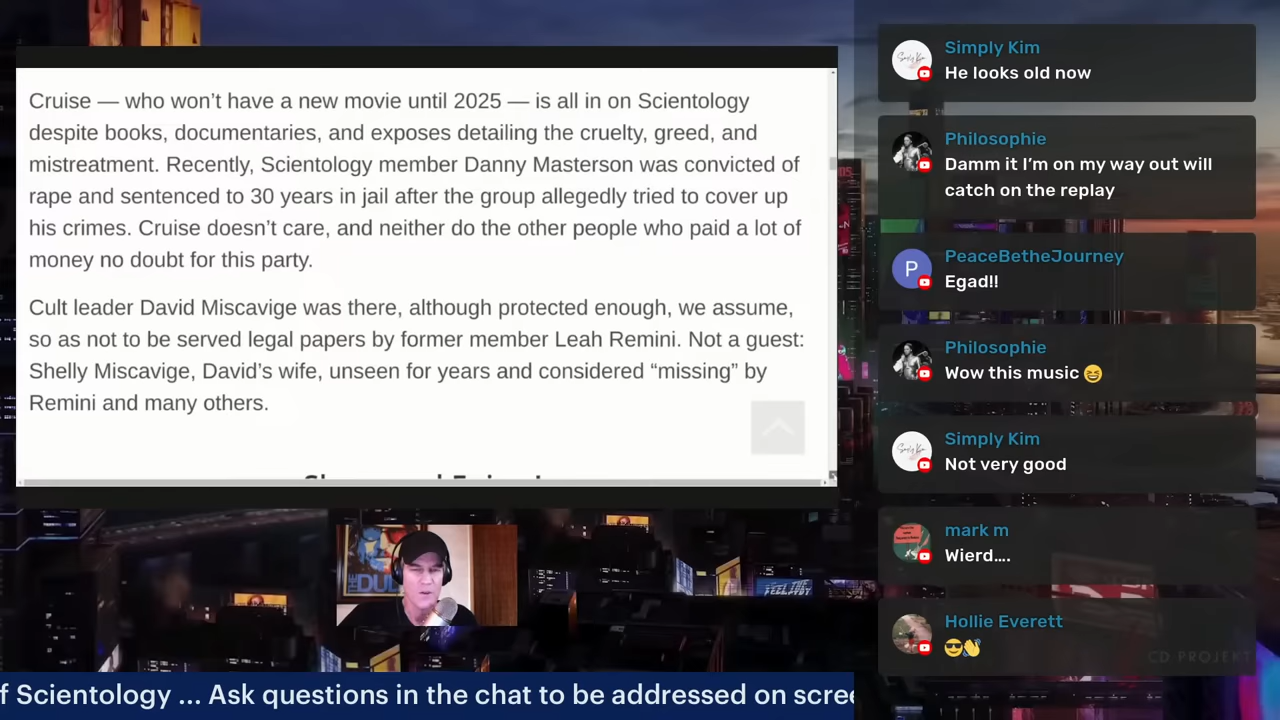 Cruise — who won’t have a new movie until 2025 — is all in on Scientology
despite books, documentaries, and exposes detailing the cruelty, greed, and
mistreatment. Recently, Scientology member Danny Masterson was convicted of
rape and sentenced to 30 years in jail after the group allegedly tried to cover up
his crimes. Cruise doesn’t care, and neither do the other people who paid a lot of
money no doubt for this party.
Cult leader David Miscavige was there, although protected enough, we assume,
so as not to be served legal papers by former member Leah Remini. Not a guest:
Shelly Miscavige, David’s wife, unseen for years and considered “missing” by
Remini and many others.
Simply Kim
He looks old now
Philosophie
Damm it I’m on my way out will
catch on the replay
P
PeaceBetheJourney
Egad!!
Philosophie
Wow this music 😆
Simply Kim
Not very good
mark m
Wierd....
Hollie Everett
😎👏
CD PROJEKT
f Scientology ... Ask questions in the chat to be addressed on scree